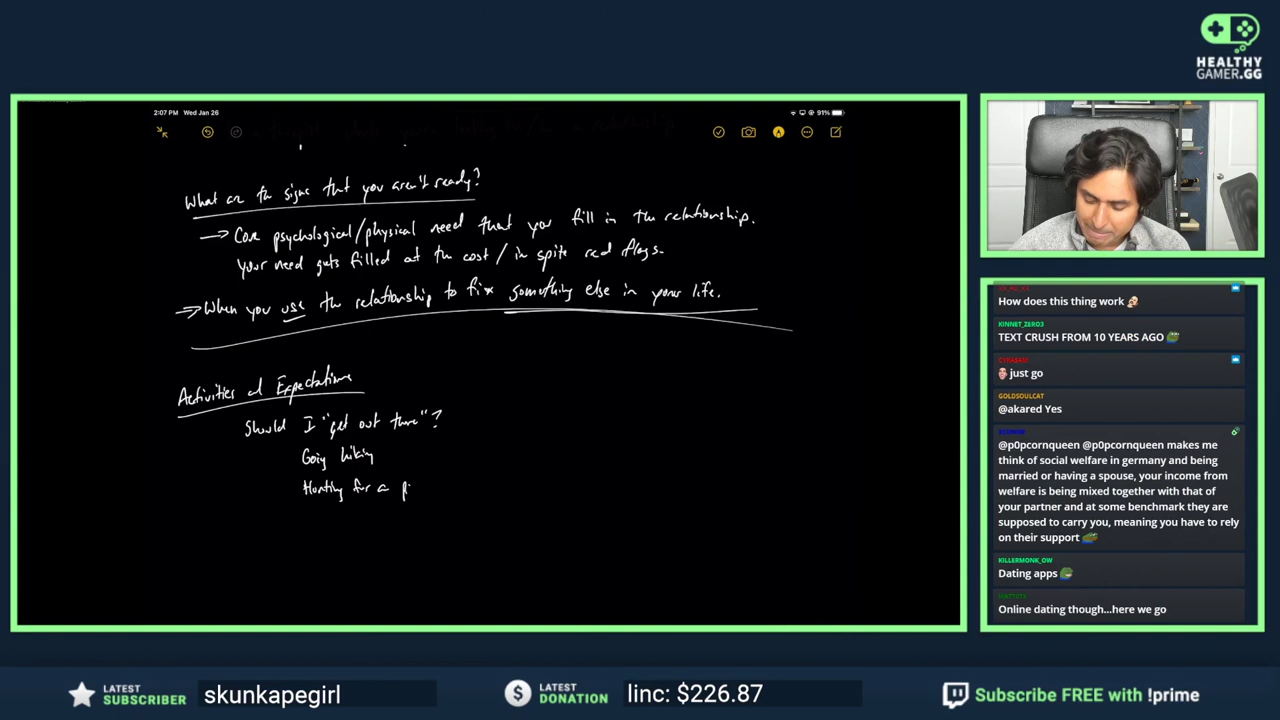 HEALTHY
GAMER.GG
2:07 PM Wed Jan 26
91%
What are the signs that you aren't ready?
→ Core psychological/physical need that you fill in the relationship.
Your need gets filled at the cost / in spite red flags.
→ When you use the relationship to fix something else in your life.
Activities and Expectations
Should I "get out there"?
Going hiking
Hunting for a p
How does this thing work
KINNET_ZERO3
TEXT CRUSH FROM 10 YEARS AGO
just go
GOLDSOULCAT
@akared Yes
@p0pcornqueen @p0pcornqueen makes me
think of social welfare in germany and being
married or having a spouse, your income from
welfare is being mixed together with that of
your partner and at some benchmark they are
supposed to carry you, meaning you have to rely
on their support
KILLERMONK_OW
Dating apps
Online dating though...here we go
LATEST
SUBSCRIBER
skunkapegirl
LATEST
DONATION
linc: $226.87
Subscribe FREE with !prime